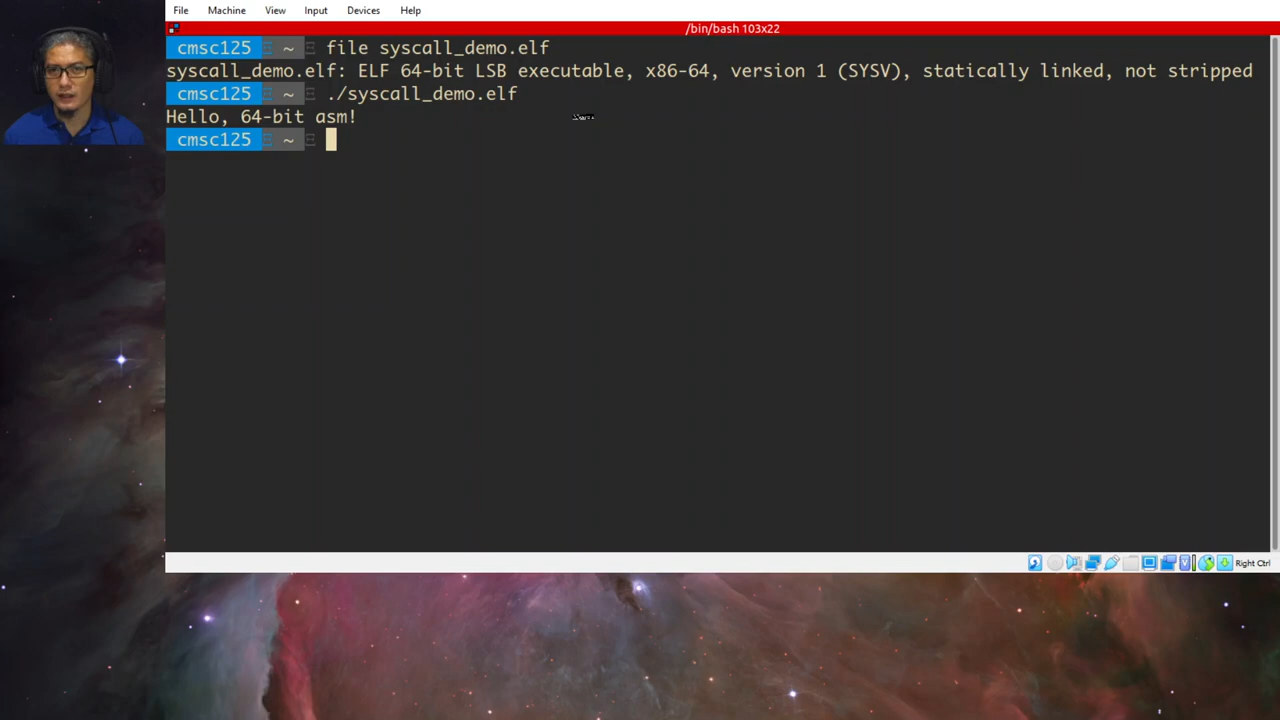 File Machine View Input Devices Help
/bin/bash 103x22
cmsc125 ~ file syscall_demo.elf
syscall_demo.elf: ELF 64-bit LSB executable, x86-64, version 1 (SYSV), statically linked, not stripped
cmsc125 ~ ./syscall_demo.elf
Hello, 64-bit asm!
cmsc125 ~
Right Ctrl